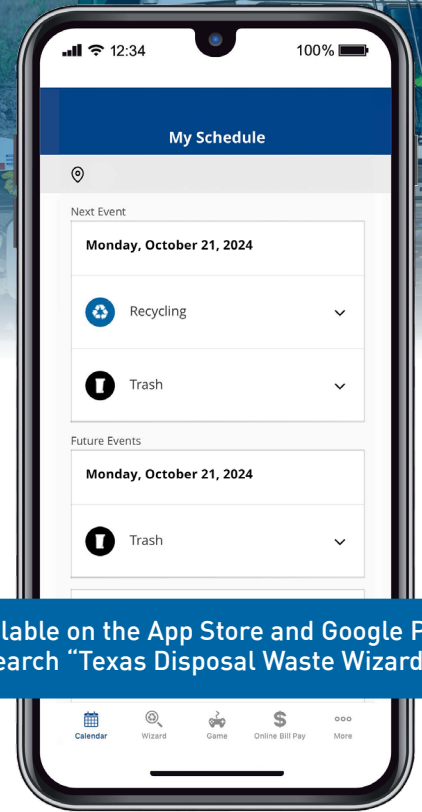 12:34 100%
My Schedule
Next Event
Monday, October 21, 2024
Recycling
Trash
Future Events
Monday, October 21, 2024
Trash
lable on the App Store and Google P
earch “Texas Disposal Waste Wizard
Calendar Wizard Game Online Bill Pay More